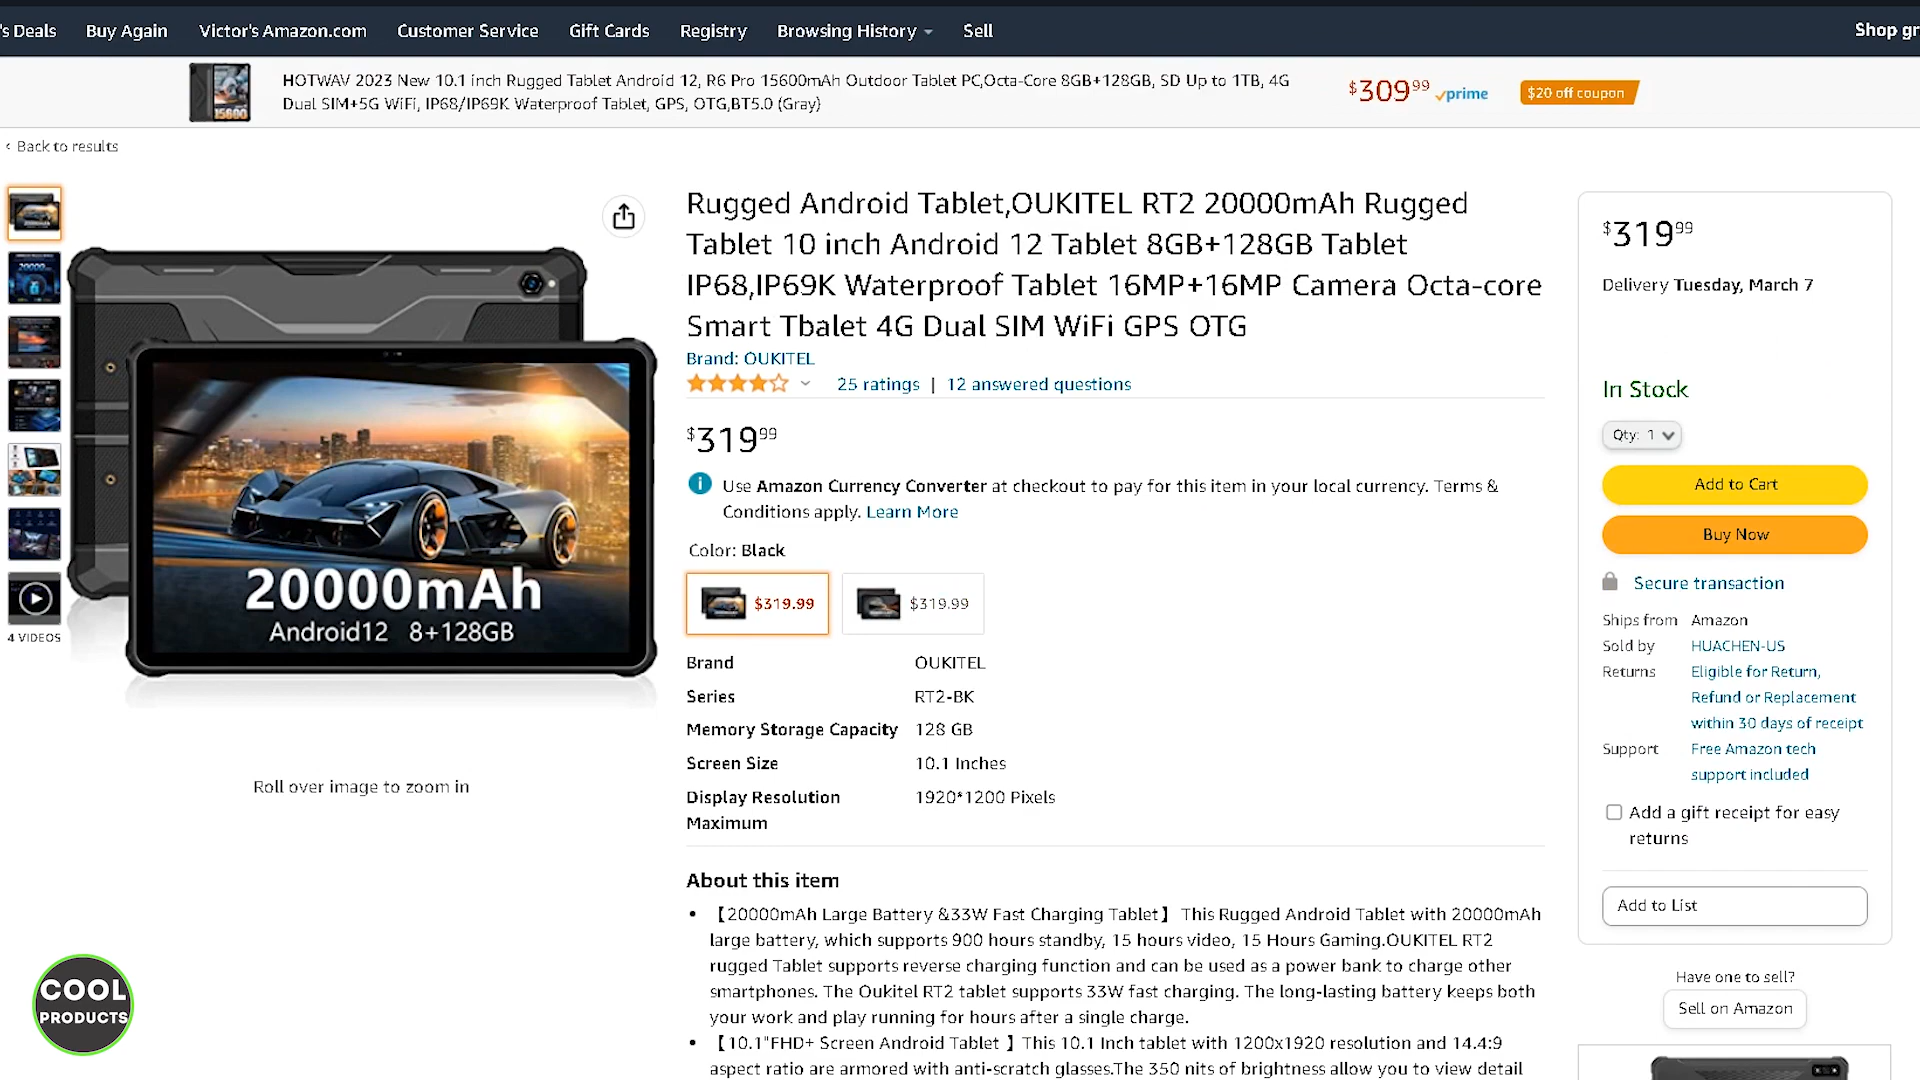 's Deals Buy Again Victor's Amazon.com Customer Service Gift Cards Registry Browsing History Sell Shop gr
HOTWAV 2023 New 10.1 inch Rugged Tablet Android 12, R6 Pro 15600mAh Outdoor Tablet PC,Octa-Core 8GB+128GB, SD Up to 1TB, 4G
Dual SIM+5G WiFi, IP68/IP69K Waterproof Tablet, GPS, OTG,BT5.0 (Gray)
$309.99 prime $20 off coupon
15600
‹ Back to results
Rugged Android Tablet,OUKITEL RT2 20000mAh Rugged
Tablet 10 inch Android 12 Tablet 8GB+128GB Tablet
IP68,IP69K Waterproof Tablet 16MP+16MP Camera Octa-core
Smart Tbalet 4G Dual SIM WiFi GPS OTG
Brand: OUKITEL
25 ratings | 12 answered questions
$319 99
Use Amazon Currency Converter at checkout to pay for this item in your local currency. Terms &
Conditions apply. Learn More
Color: Black
$319.99 $319.99
Brand OUKITEL
Series RT2-BK
Memory Storage Capacity 128 GB
Screen Size 10.1 Inches
Display Resolution 1920*1200 Pixels
Maximum
About this item
• 【20000mAh Large Battery &33W Fast Charging Tablet】 This Rugged Android Tablet with 20000mAh
large battery, which supports 900 hours standby, 15 hours video, 15 Hours Gaming.OUKITEL RT2
rugged Tablet supports reverse charging function and can be used as a power bank to charge other
smartphones. The Oukitel RT2 tablet supports 33W fast charging. The long-lasting battery keeps both
your work and play running for hours after a single charge.
• 【10.1"FHD+ Screen Android Tablet 】This 10.1 Inch tablet with 1200x1920 resolution and 14.4:9
aspect ratio are armored with anti-scratch glasses.The 350 nits of brightness allow you to view detail
20000mAh
Android12 8+128GB
4 VIDEOS
Roll over image to zoom in
COOL
PRODUCTS
$319 99
Delivery Tuesday, March 7
In Stock
Qty: 1
Add to Cart
Buy Now
Secure transaction
Ships from Amazon
Sold by HUACHEN-US
Returns Eligible for Return,
Refund or Replacement
within 30 days of receipt
Support Free Amazon tech
support included
Add a gift receipt for easy
returns
Add to List
Have one to sell?
Sell on Amazon